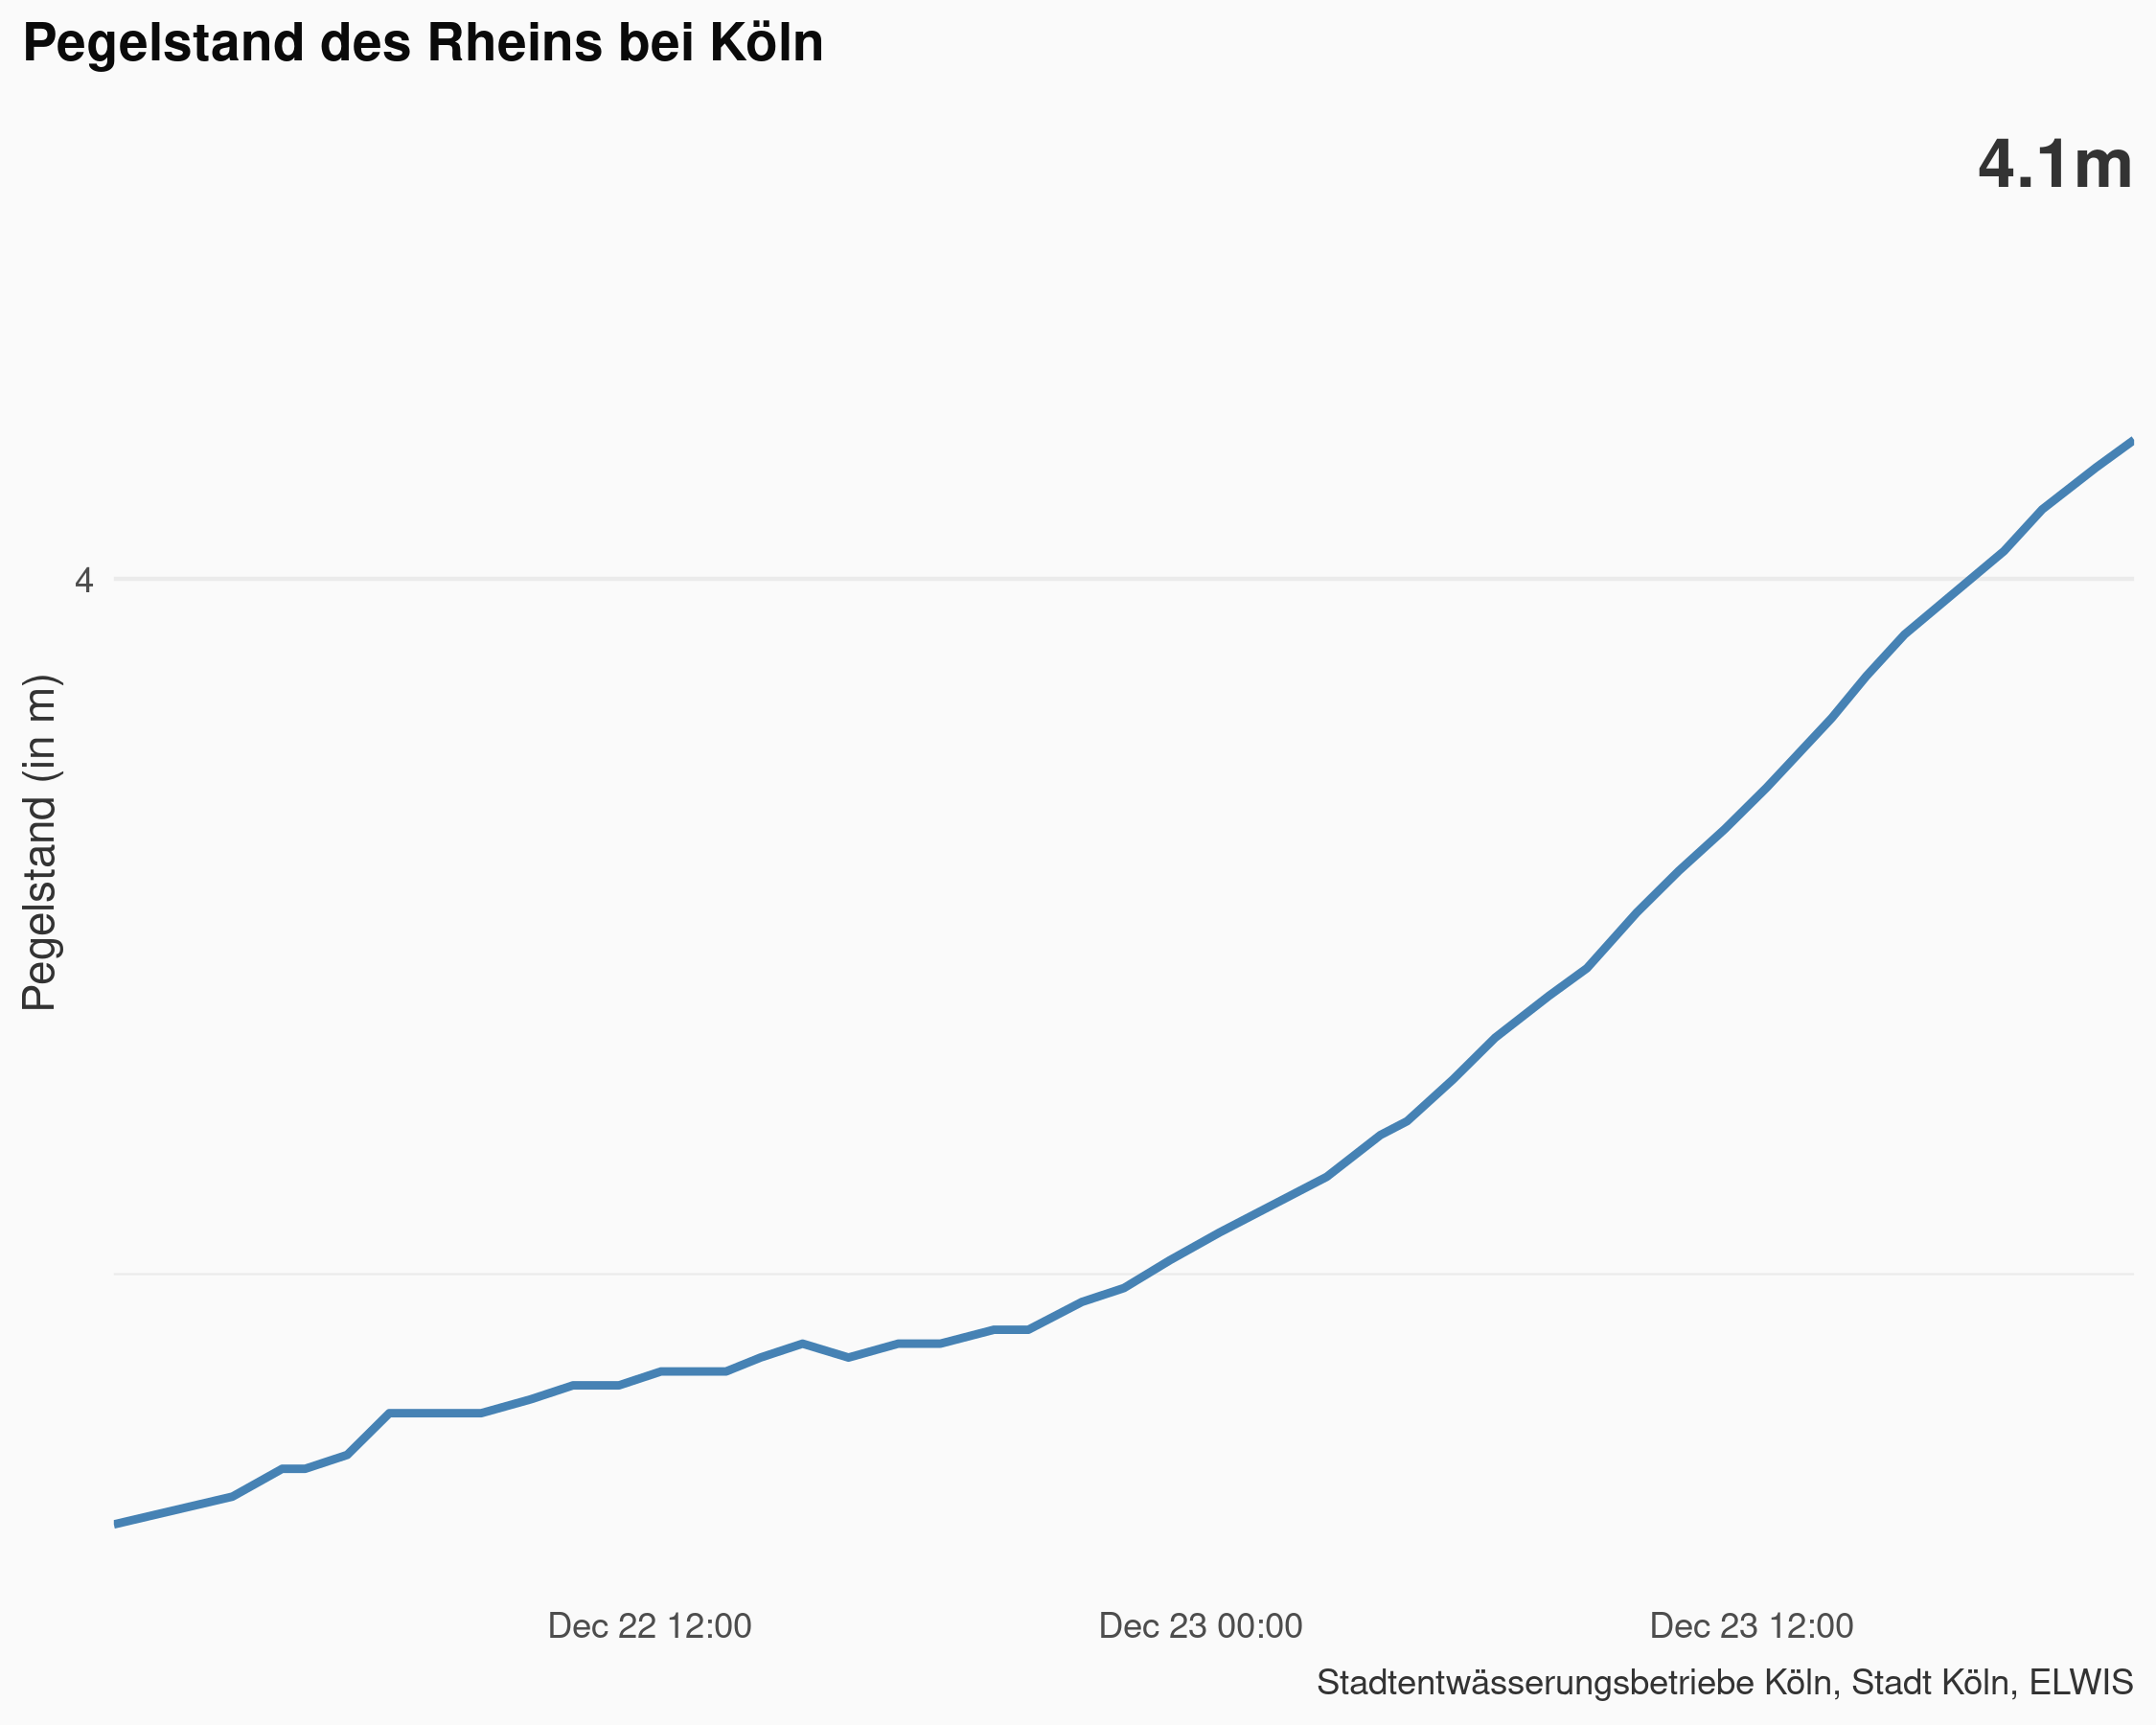 Pegelstand des Rheins bei Köln
4.1m
4
Pegelstand (in m)
Dec 22 12:00
Dec 23 00:00
Dec 23 12:00
Stadtentwässerungsbetriebe Köln, Stadt Köln, ELWIS